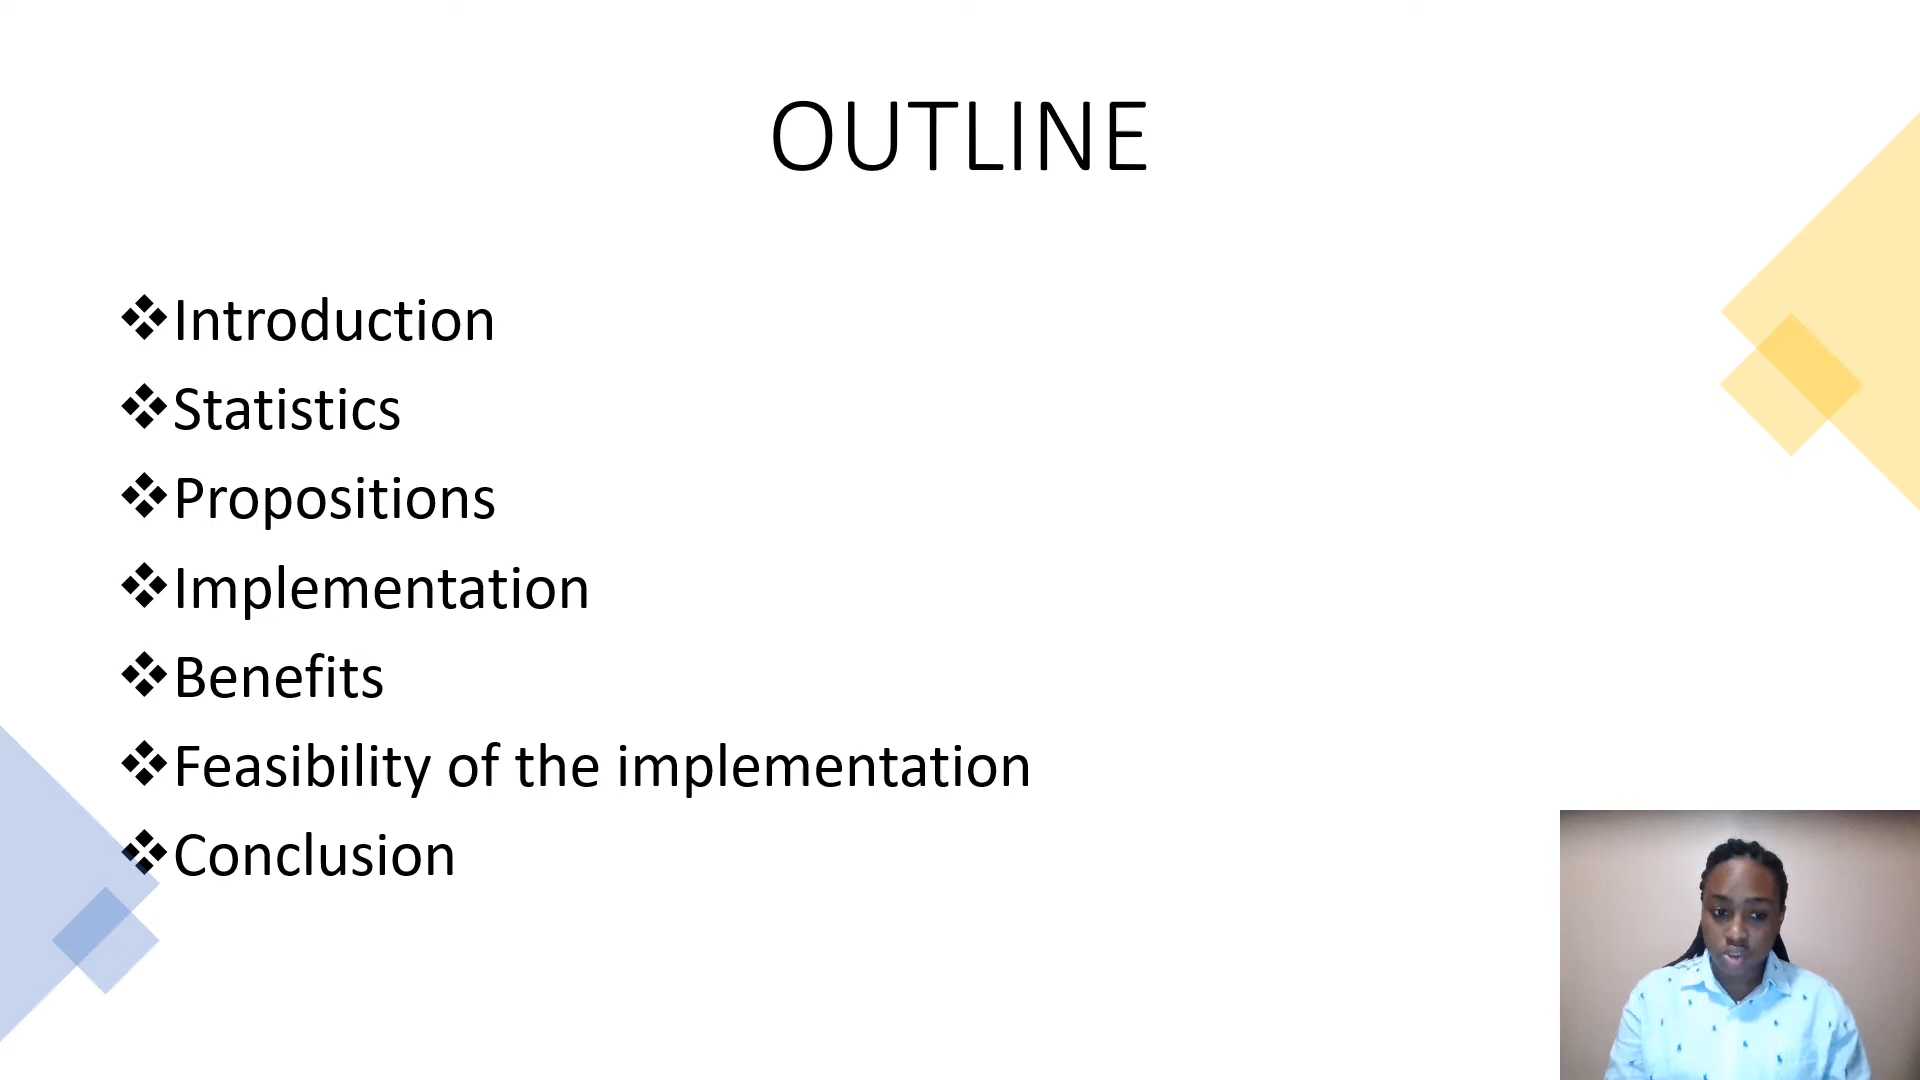 OUTLINE
❖Introduction
❖Statistics
❖Propositions
❖Implementation
❖Benefits
❖Feasibility of the implementation
❖Conclusion